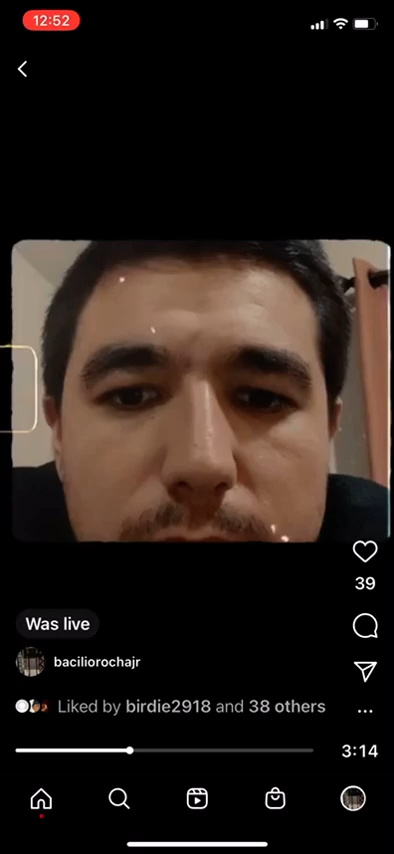 12:52
39
Was live
baciliorochajr
Liked by birdie2918 and 38 others
3:14